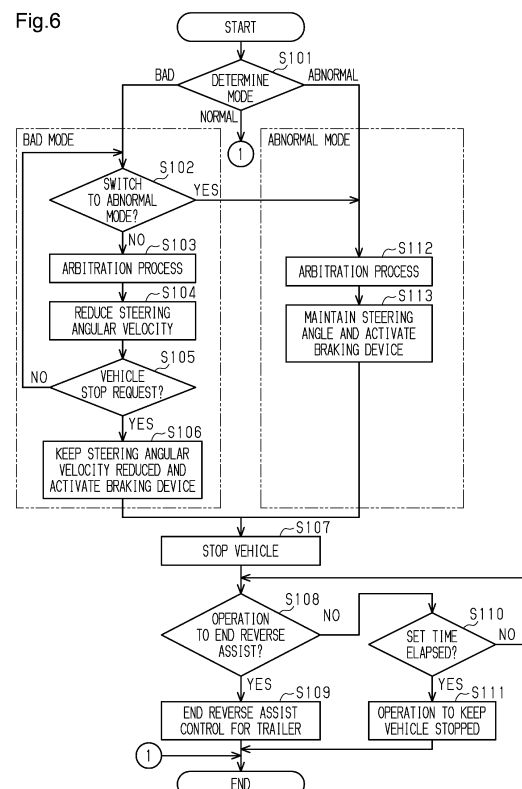 Fig.6
START
S101
DETERMINE
MODE
BAD
ABNORMAL
NORMAL
1
BAD MODE
ABNORMAL MODE
S102
SWITCH
TO ABNORMAL
MODE?
YES
NO
S103
ARBITRATION PROCESS
S104
REDUCE STEERING
ANGULAR VELOCITY
S105
VEHICLE
STOP REQUEST?
NO
YES
S106
KEEP STEERING ANGULAR
VELOCITY REDUCED AND
ACTIVATE BRAKING DEVICE
S112
ARBITRATION PROCESS
S113
MAINTAIN STEERING
ANGLE AND ACTIVATE
BRAKING DEVICE
S107
STOP VEHICLE
S108
OPERATION
TO END REVERSE
ASSIST?
NO
YES
S110
SET TIME
ELAPSED?
NO
YES
S109
END REVERSE ASSIST
CONTROL FOR TRAILER
S111
OPERATION TO KEEP
VEHICLE STOPPED
1
END